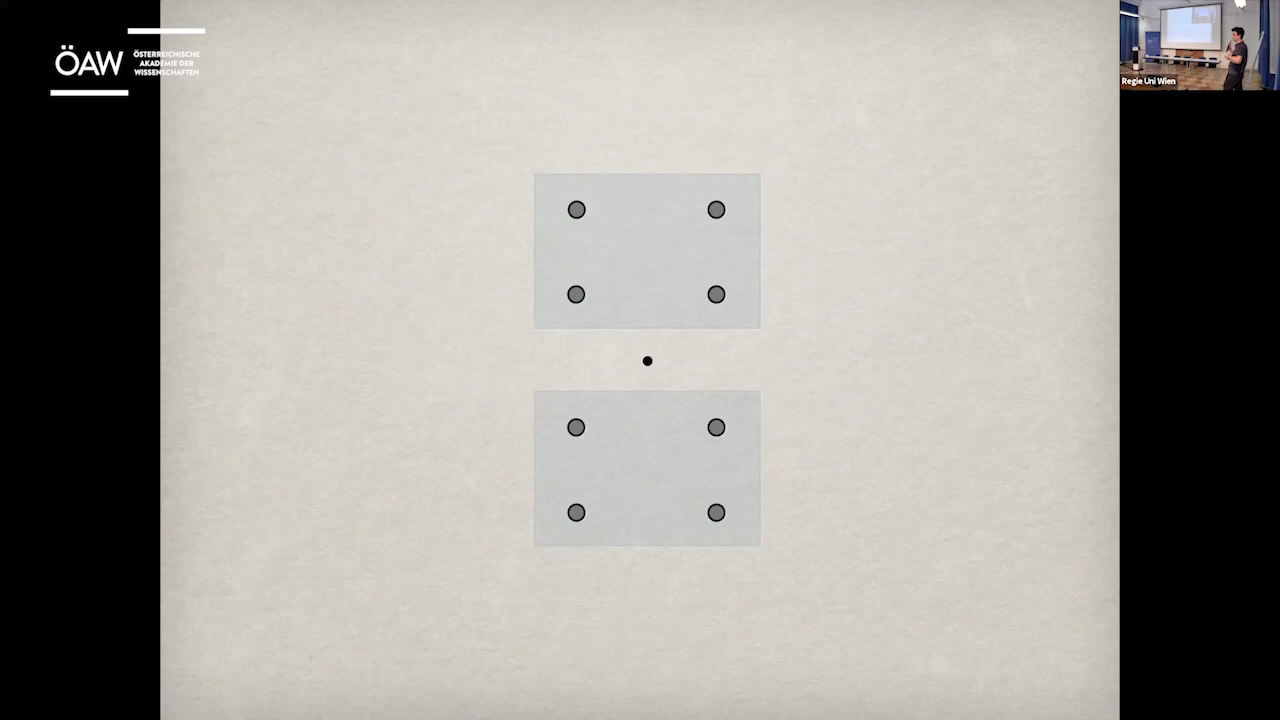 ÖAW
ÖSTERREICHISCHE
AKADEMIE DER
WISSENSCHAFTEN
Regie Uni Wien